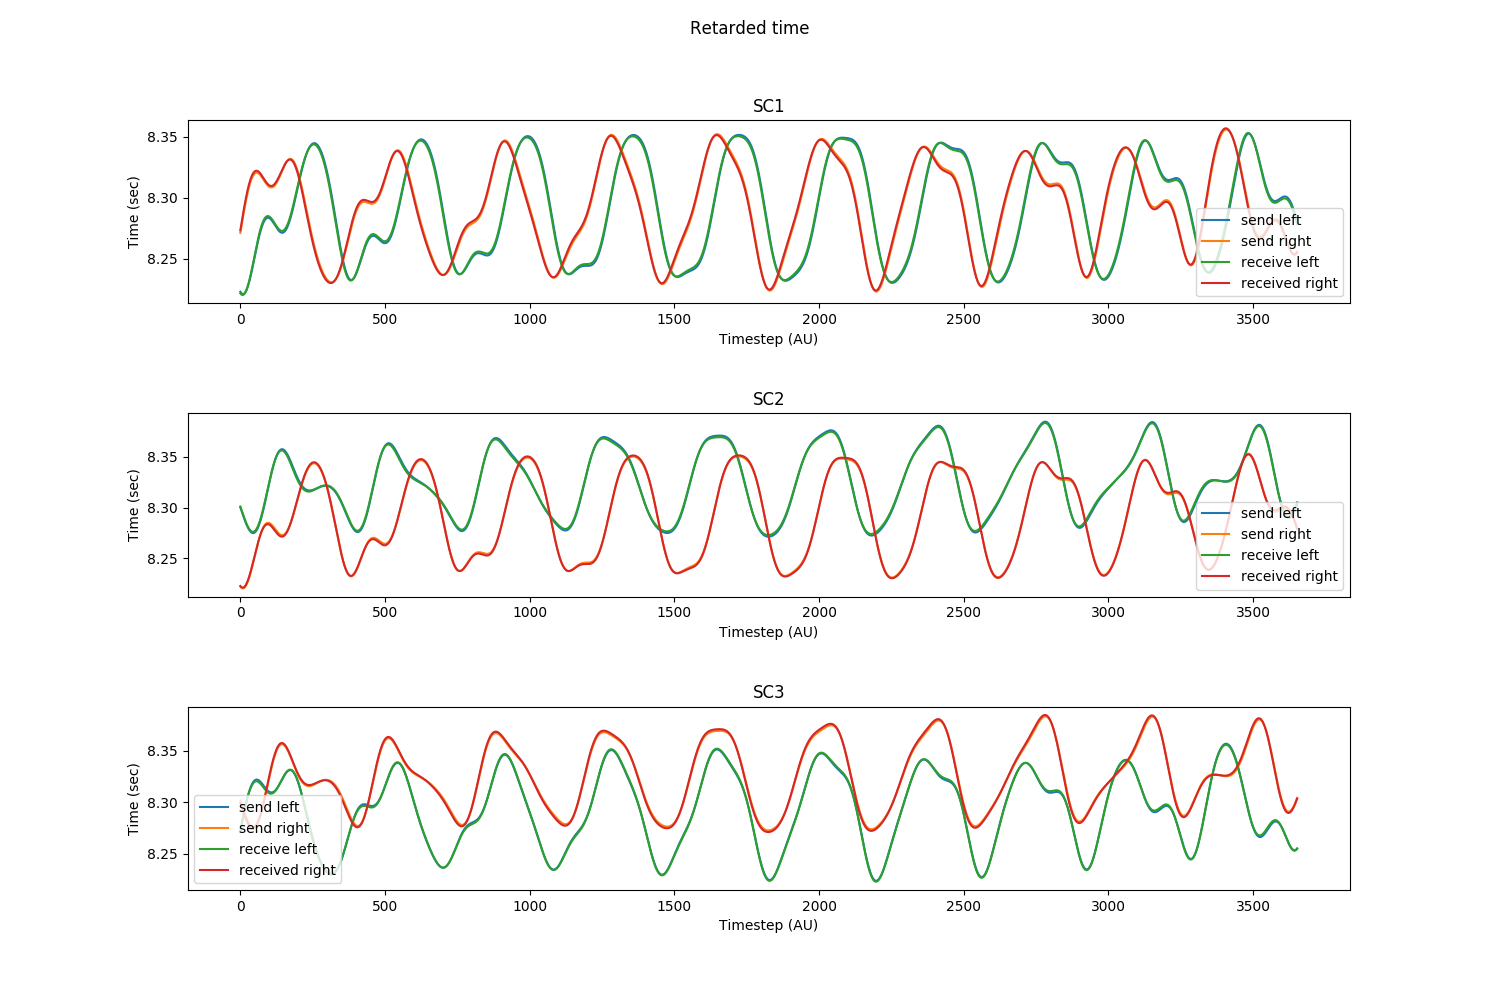 Retarded time
SC1
Time (sec)
8.35
8.30
8.25
0 500 1000 1500 2000 2500 3000 3500
Timestep (AU)
send left
send right
receive left
received right
SC2
Time (sec)
8.35
8.30
8.25
0 500 1000 1500 2000 2500 3000 3500
Timestep (AU)
send left
send right
receive left
received right
SC3
Time (sec)
8.35
8.30
8.25
0 500 1000 1500 2000 2500 3000 3500
Timestep (AU)
send left
send right
receive left
received right